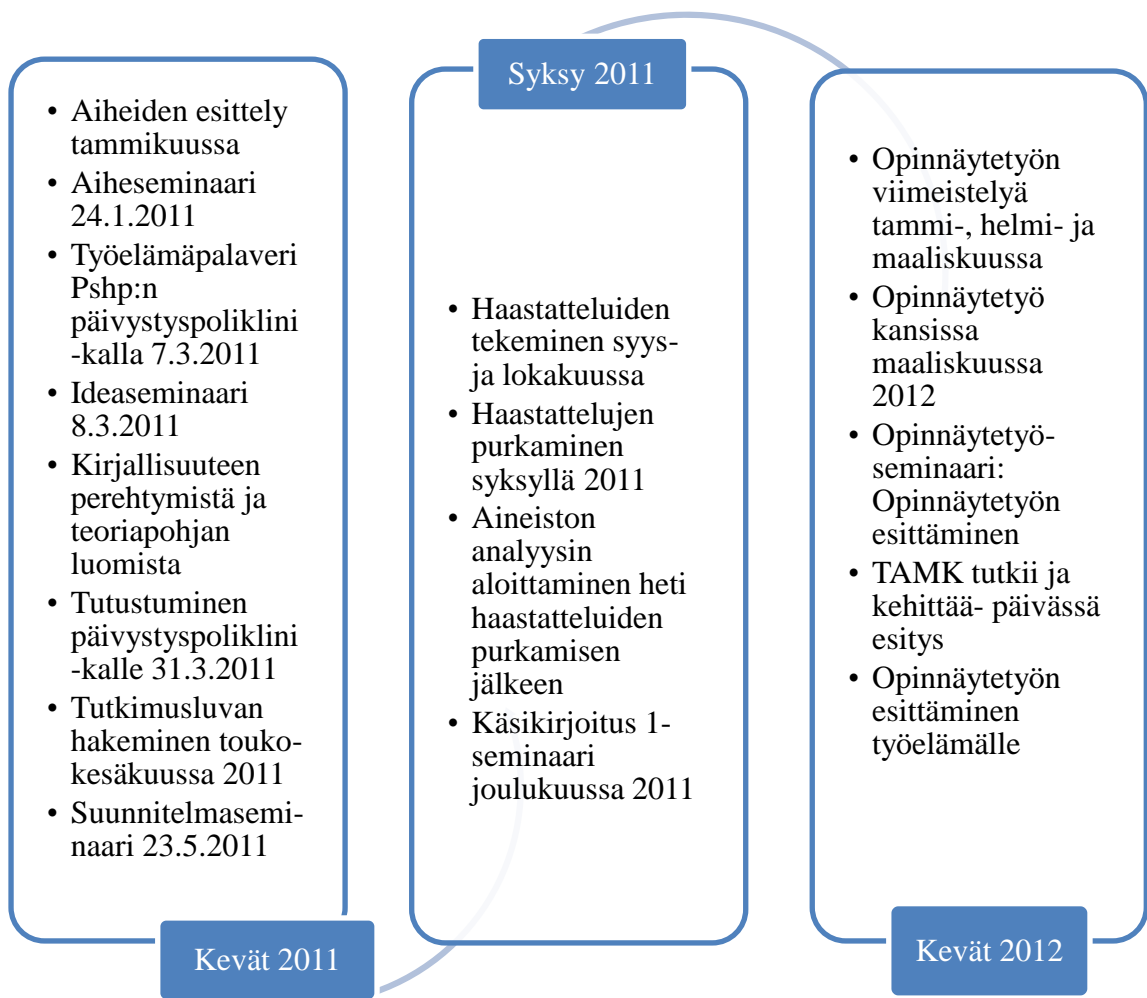 • Aiheiden esittely
tammikuussa
• Aiheseminaari
24.1.2011
• Työelämäpalaveri
Pshp:n
päivystyspoliklini
-kalla 7.3.2011
• Ideaseminaari
8.3.2011
• Kirjallisuuteen
perehtymistä ja
teoriapohjan
luomista
• Tutustuminen
päivystyspoliklini
-kalle 31.3.2011
• Tutkimusluvan
hakeminen touko-
kesäkuussa 2011
• Suunnitelmasemi-
naari 23.5.2011
Kevät 2011
Syksy 2011
• Haastatteluiden
tekeminen syys-
ja lokakuussa
• Haastattelujen
purkaminen
syksyllä 2011
• Aineiston
analyysin
aloittaminen heti
haastatteluiden
purkamisen
jälkeen
• Käsikirjoitus 1-
seminaari
joulukuussa 2011
• Opinnäytetyön
viimeistelyä
tammi-, helmi- ja
maaliskuussa
• Opinnäytetyö
kansissa
maaliskuussa
2012
• Opinnäytetyö-
seminaari:
Opinnäytetyön
esittäminen
• TAMK tutkii ja
kehittää- päivässä
esitys
• Opinnäytetyön
esittäminen
työelämälle
Kevät 2012